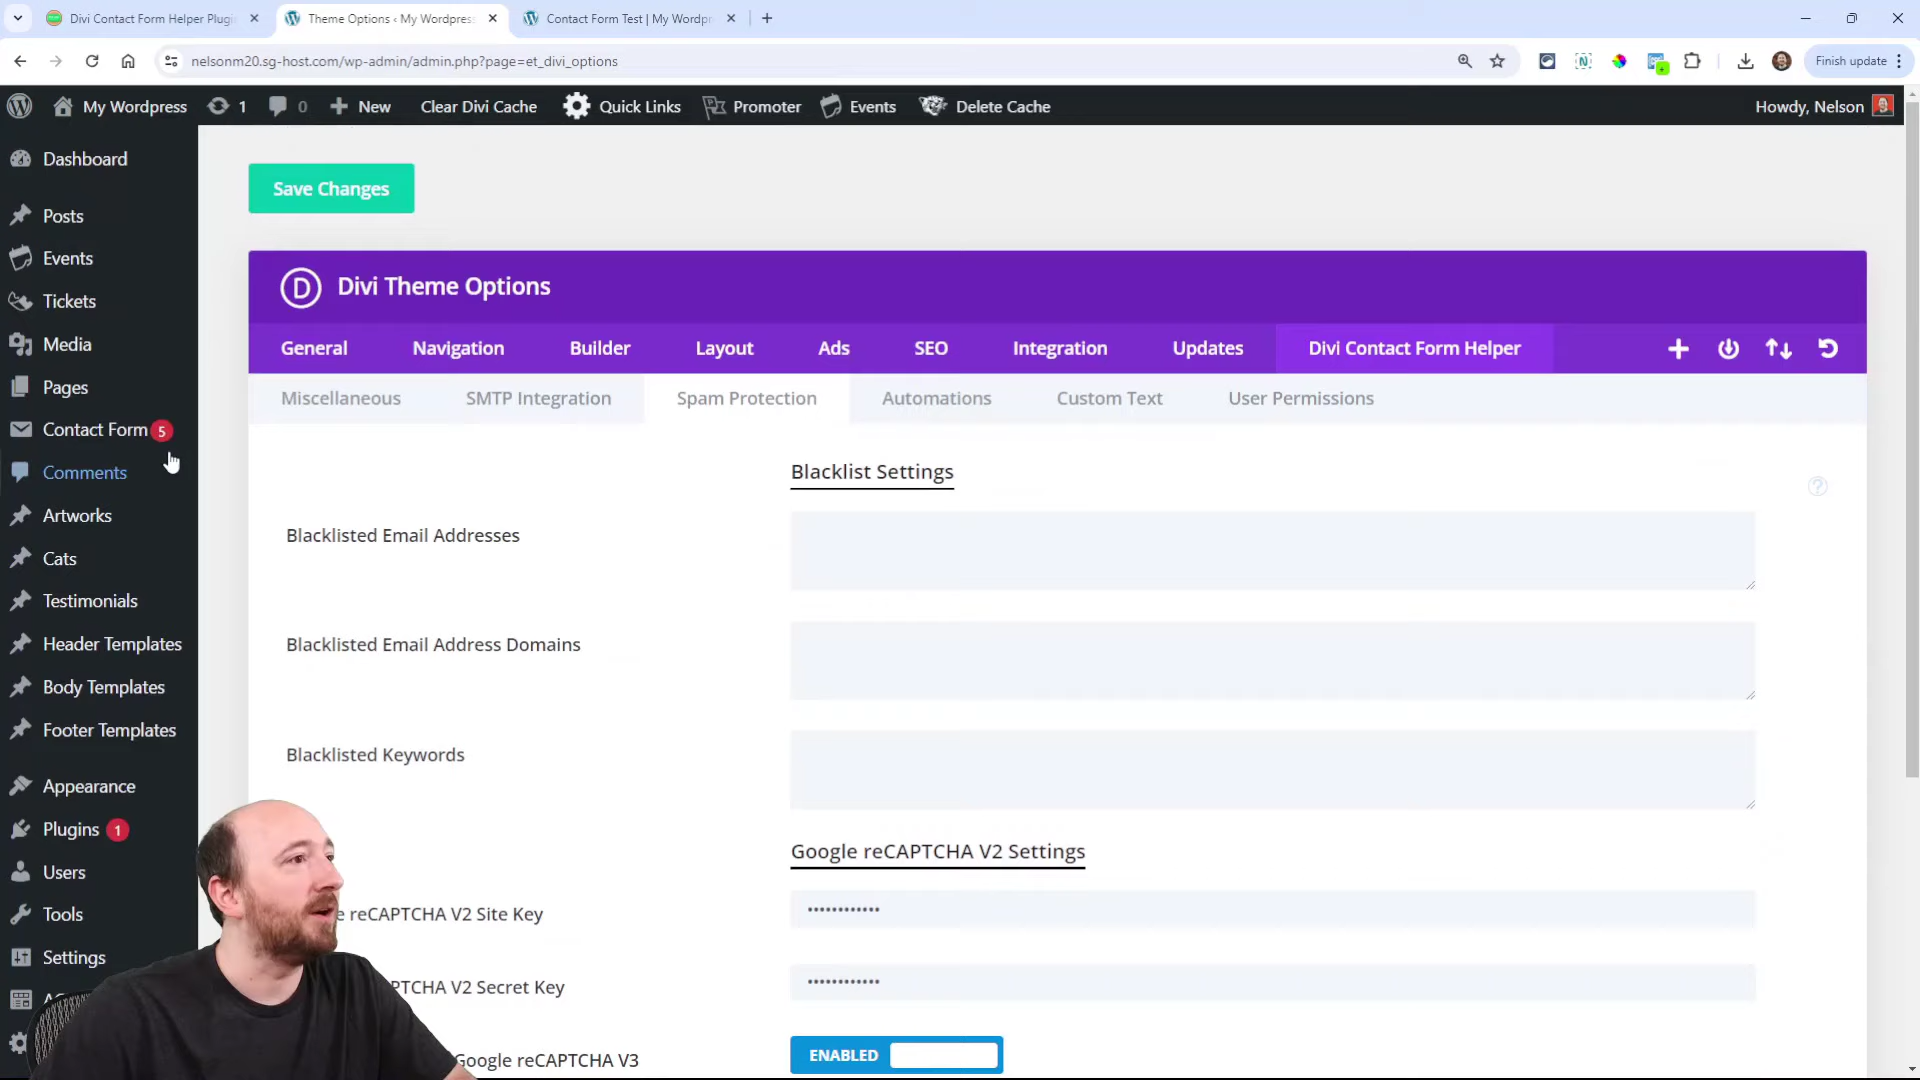 Divi Contact Form Helper Plugi
Theme Options ‹ My Wordpress
Contact Form Test | My Wordp
nelsonm20.sg-host.com/wp-admin/admin.php?page=et_divi_options
Finish update
My Wordpress
1
0
New
Clear Divi Cache
Quick Links
Promoter
Events
Delete Cache
Howdy, Nelson
Dashboard
Posts
Events
Tickets
Media
Pages
Contact Form 5
Comments
Artworks
Cats
Testimonials
Header Templates
Body Templates
Footer Templates
Appearance
Plugins 1
Users
Tools
Settings
Save Changes
D Divi Theme Options
General
Navigation
Builder
Layout
Ads
SEO
Integration
Updates
Divi Contact Form Helper
Miscellaneous
SMTP Integration
Spam Protection
Automations
Custom Text
User Permissions
Blacklist Settings
Blacklisted Email Addresses
Blacklisted Email Address Domains
Blacklisted Keywords
Google reCAPTCHA V2 Settings
reCAPTCHA V2 Site Key
V2 Secret Key
Google reCAPTCHA V3
ENABLED